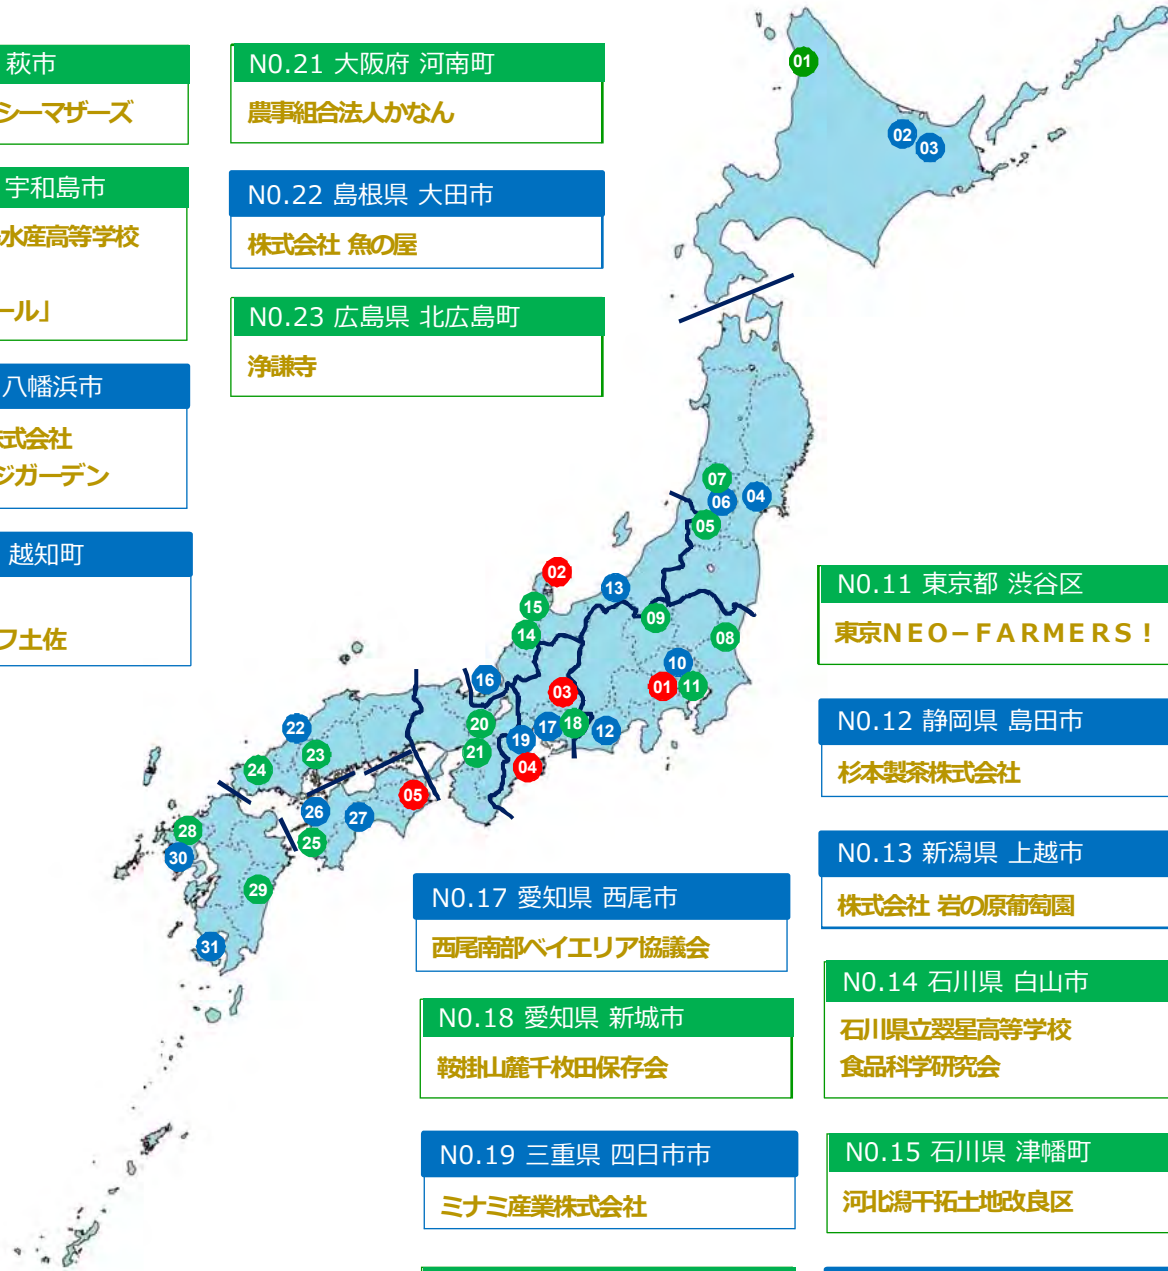 萩市
シーマザーズ
宇和島市
水産高等学校
ール」
八幡浜市
式会社
ジガーデン
越知町
フ土佐
N0.21 大阪府 河南町
農事組合法人かなん
N0.22 島根県 大田市
株式会社 魚の屋
N0.23 広島県 北広島町
浄謙寺
01
02
03
07
06
04
05
02
13
15
09
14
08
10
16
03
01
11
20
18
17
12
22
19
21
23
04
24
05
26
27
28
25
30
29
31
N0.11 東京都 渋谷区
東京NEO-FARMERS!
N0.12 静岡県 島田市
杉本製茶株式会社
N0.13 新潟県 上越市
株式会社 岩の原葡萄園
N0.14 石川県 白山市
石川県立翠星高等学校
食品科学研究会
N0.15 石川県 津幡町
河北潟干拓土地改良区
N0.17 愛知県 西尾市
西尾南部ベイエリア協議会
N0.18 愛知県 新城市
鞍掛山麓千枚田保存会
N0.19 三重県 四日市市
ミナミ産業株式会社